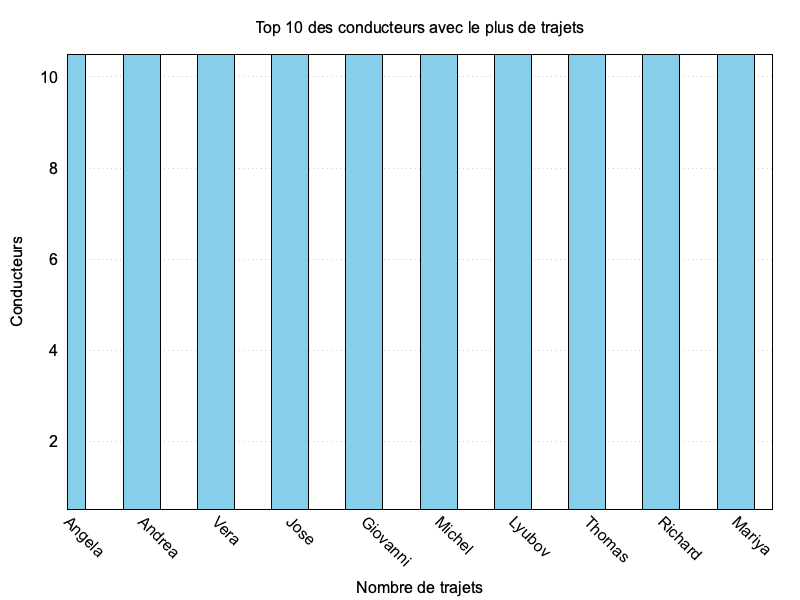 Top 10 des conducteurs avec le plus de trajets
10
8
6
4
2
Conducteurs
Angela
Andrea
Vera
Jose
Giovanni
Michel
Lyubov
Thomas
Richard
Mariya
Nombre de trajets